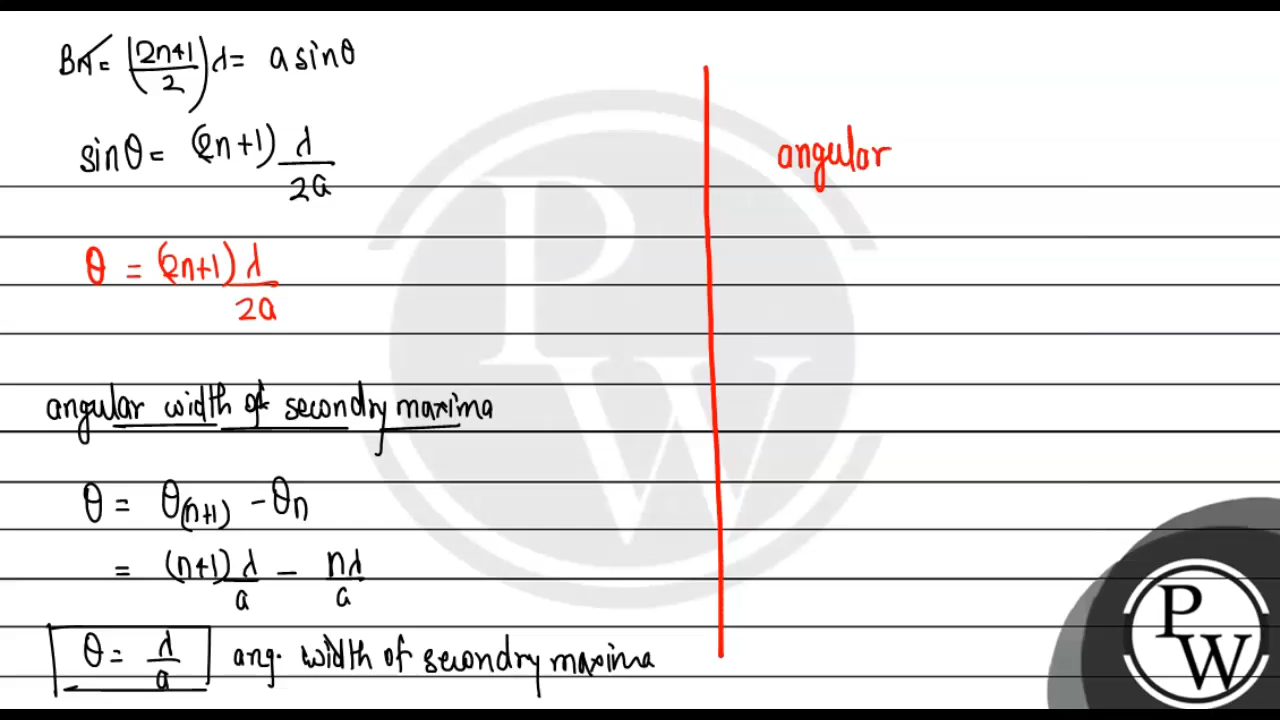 BN = (2n+1/2) λ = a sinθ
sinθ = (2n+1) λ/2a
θ = (2n+1) λ/2a
angular width of secondry maxima
θ = θ(n+1) - θn
= (n+1) λ/a - nλ/a
θ = λ/a ang. width of secondry maxima
angular
PW
PW